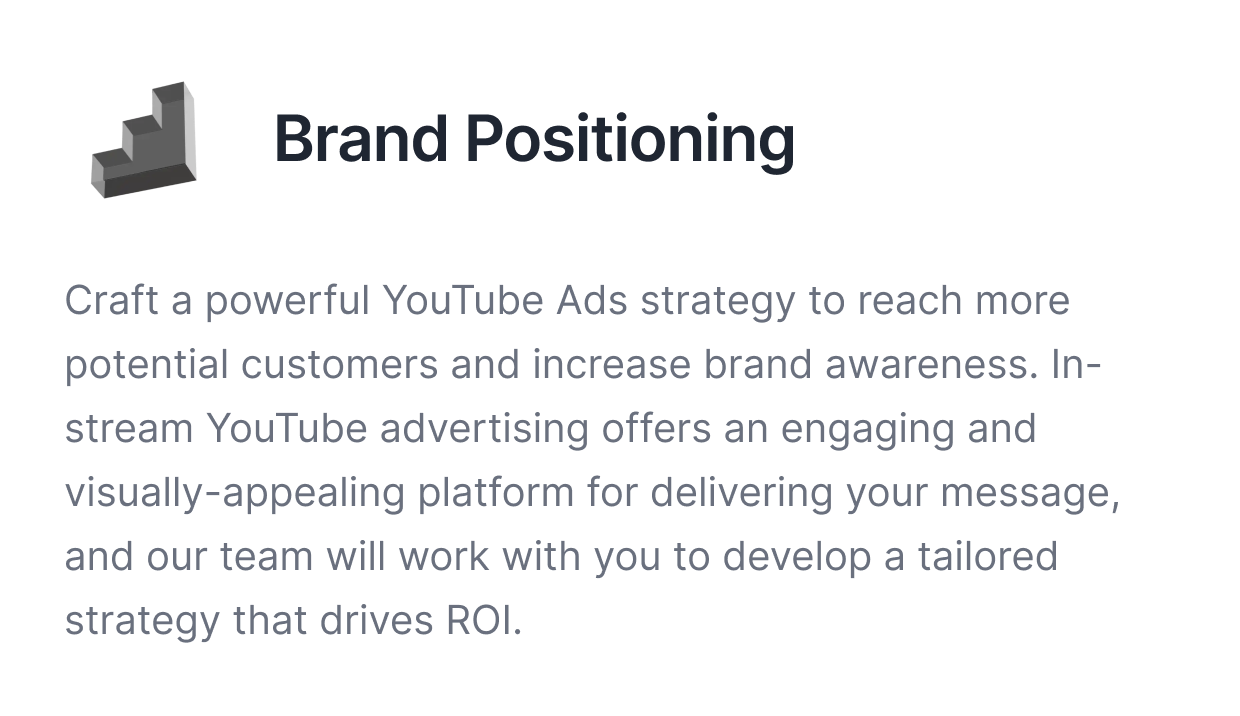 Brand Positioning
Craft a powerful YouTube Ads strategy to reach more
potential customers and increase brand awareness. In-
stream YouTube advertising offers an engaging and
visually-appealing platform for delivering your message,
and our team will work with you to develop a tailored
strategy that drives ROI.